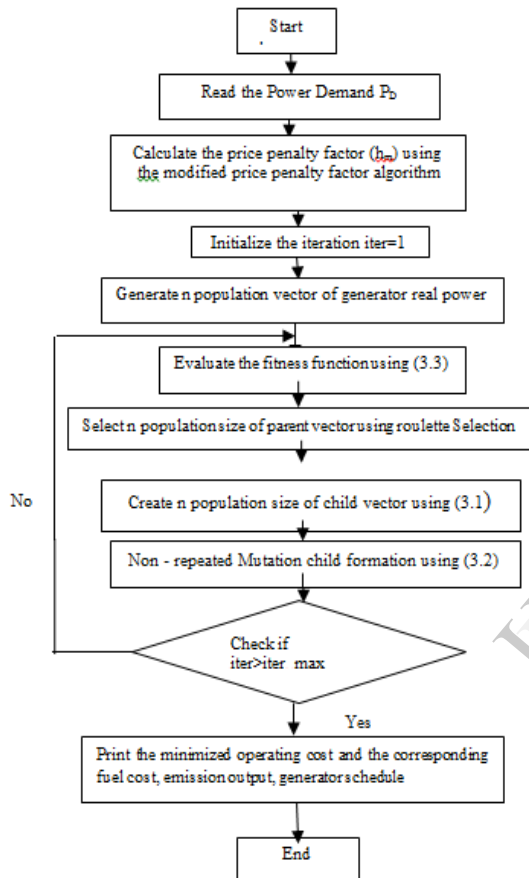 Start
Read the Power Demand PD
Calculate the price penalty factor (hm) using
the modified price penalty factor algorithm
Initialize the iteration iter=1
Generate n population vector of generator real power
Evaluate the fitness function using (3.3)
Select n population size of parent vector using roulette Selection
No
Create n population size of child vector using (3.1)
Non - repeated Mutation child formation using (3.2)
Check if
iter>iter max
Yes
Print the minimized operating cost and the corresponding
fuel cost, emission output, generator schedule
End